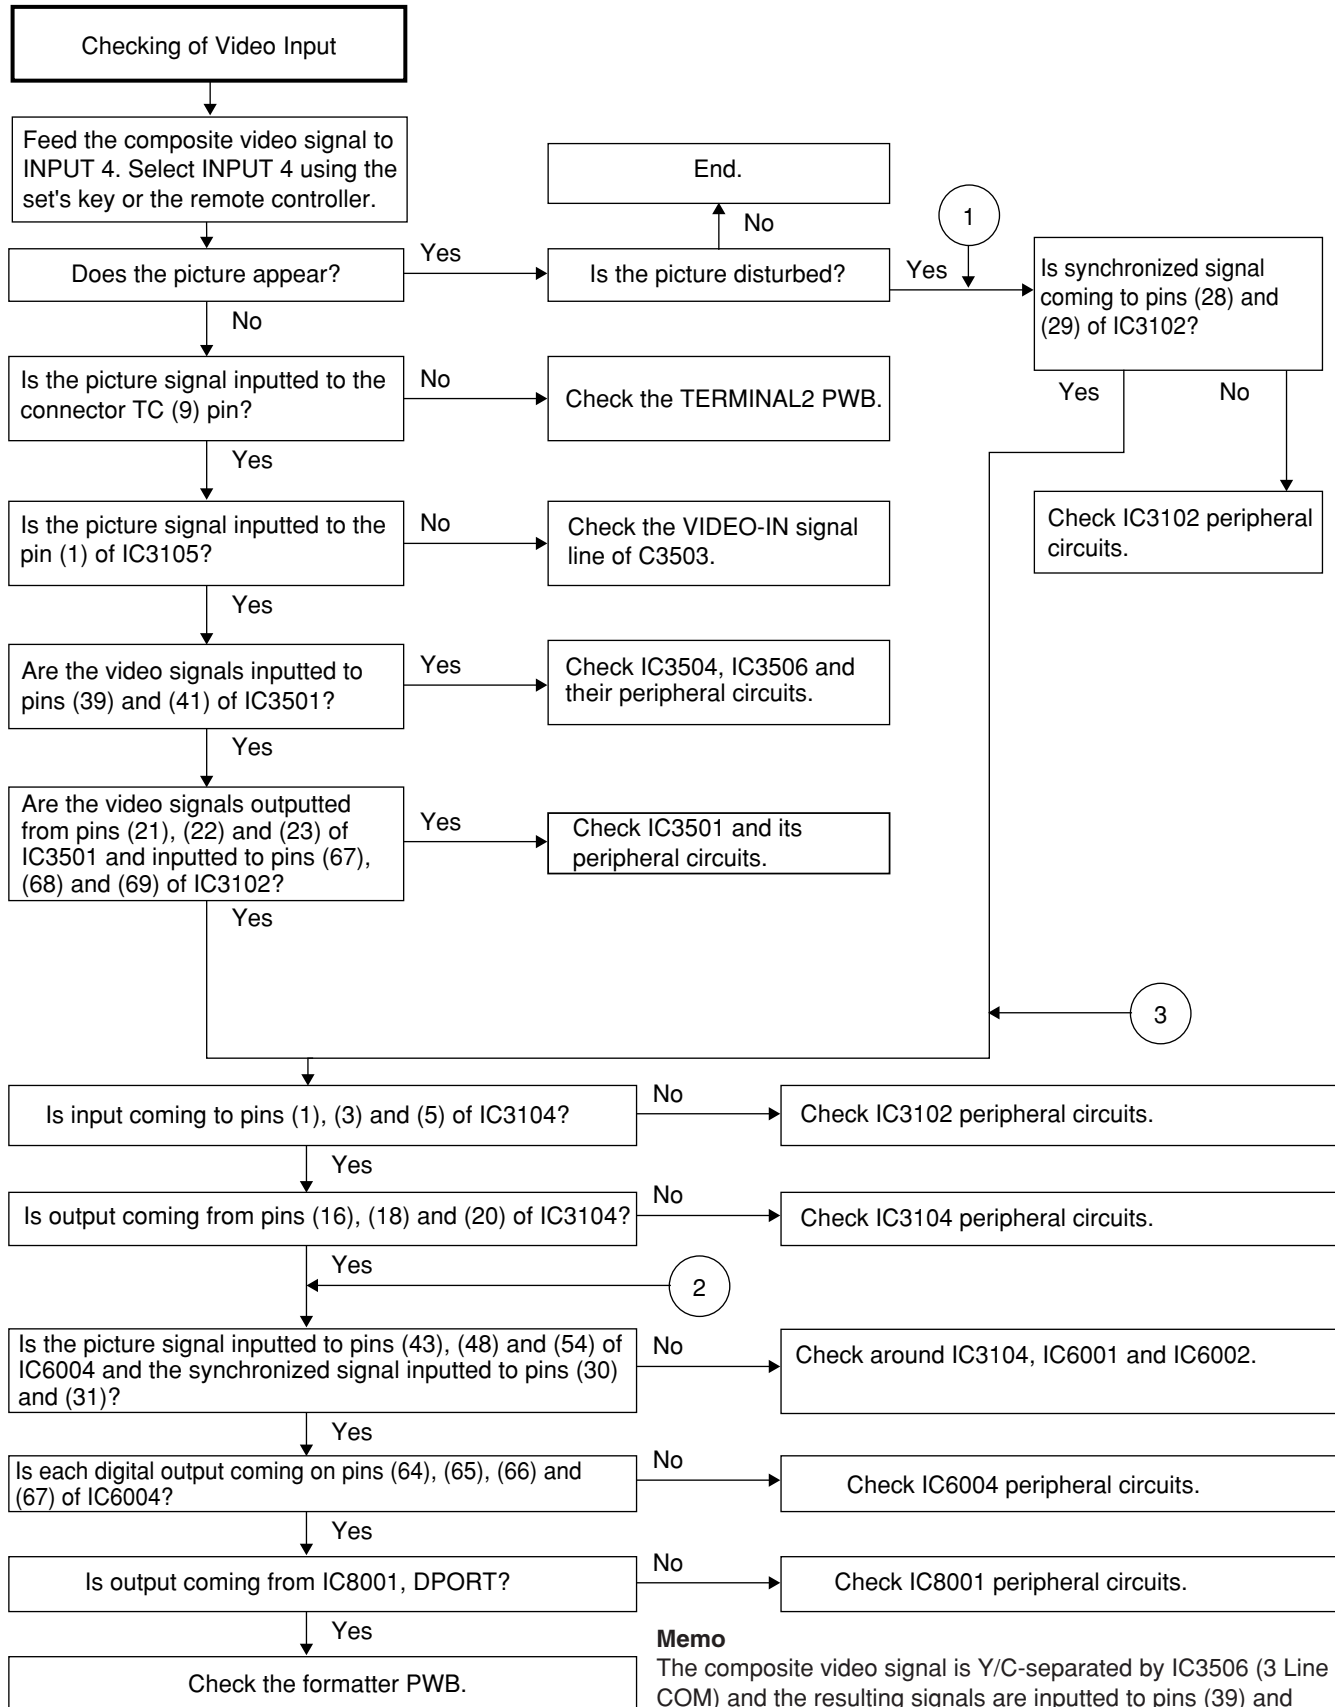 Checking of Video Input
Feed the composite video signal to
INPUT 4. Select INPUT 4 using the
set's key or the remote controller.
End.
No
1
Does the picture appear?
Yes
Is the picture disturbed?
Yes
Is synchronized signal
coming to pins (28) and
(29) of IC3102?
No
Yes
No
Is the picture signal inputted to the
connector TC (9) pin?
No
Check the TERMINAL2 PWB.
Yes
Check IC3102 peripheral
circuits.
Is the picture signal inputted to the
pin (1) of IC3105?
No
Check the VIDEO-IN signal
line of C3503.
Yes
Are the video signals inputted to
pins (39) and (41) of IC3501?
Yes
Check IC3504, IC3506 and
their peripheral circuits.
Yes
Are the video signals outputted
from pins (21), (22) and (23) of
IC3501 and inputted to pins (67),
(68) and (69) of IC3102?
Yes
Check IC3501 and its
peripheral circuits.
Yes
3
Is input coming to pins (1), (3) and (5) of IC3104?
No
Check IC3102 peripheral circuits.
Yes
Is output coming from pins (16), (18) and (20) of IC3104?
No
Check IC3104 peripheral circuits.
Yes
2
Is the picture signal inputted to pins (43), (48) and (54) of
IC6004 and the synchronized signal inputted to pins (30)
and (31)?
No
Check around IC3104, IC6001 and IC6002.
Yes
Is each digital output coming on pins (64), (65), (66) and
(67) of IC6004?
No
Check IC6004 peripheral circuits.
Yes
Is output coming from IC8001, DPORT?
No
Check IC8001 peripheral circuits.
Yes
Check the formatter PWB.
Memo
The composite video signal is Y/C-separated by IC3506 (3 Line
COM) and the resulting signals are inputted to pins (39) and